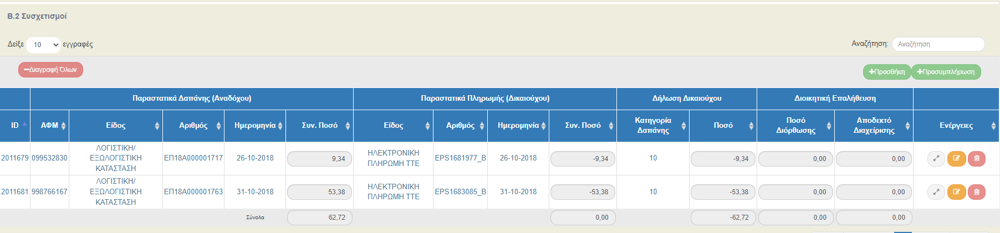 Β.2 Συσχετισμοί
Δείξε 10 εγγραφές
Αναζήτηση: Αναζήτηση
Διαγραφή Όλων
Προσθήκη Προσυμπλήρωση
Παραστατικά Δαπάνης (Αναδόχου) Παραστατικά Πληρωμής (Δικαιούχου) Δήλωση Δικαιούχου Διοικητική Επαλήθευση
ID ΑΦΜ Είδος Αριθμός Ημερομηνία Συν. Ποσό Είδος Αριθμός Ημερομηνία Συν. Ποσό Κατηγορία Δαπάνης Ποσό Ποσό Διόρθωσης Αποδεκτό Διαχείρισης Ενέργειες
2011679 099532830 ΛΟΓΙΣΤΙΚΗ/ ΕΞΩΛΟΓΙΣΤΙΚΗ ΚΑΤΑΣΤΑΣΗ ΕΠ18Α000001717 26-10-2018 9,34 ΗΛΕΚΤΡΟΝΙΚΗ ΠΛΗΡΩΜΗ ΤΤΕ EPS1681977_B 26-10-2018 -9,34 10 -9,34 0,00 0,00
2011681 998766167 ΛΟΓΙΣΤΙΚΗ/ ΕΞΩΛΟΓΙΣΤΙΚΗ ΚΑΤΑΣΤΑΣΗ ΕΠ18Α000001763 31-10-2018 53,38 ΗΛΕΚΤΡΟΝΙΚΗ ΠΛΗΡΩΜΗ ΤΤΕ EPS1683085_B 31-10-2018 -53,38 10 -53,38 0,00 0,00
Σύνολα 62,72 0,00 -62,72 0,00 0,00